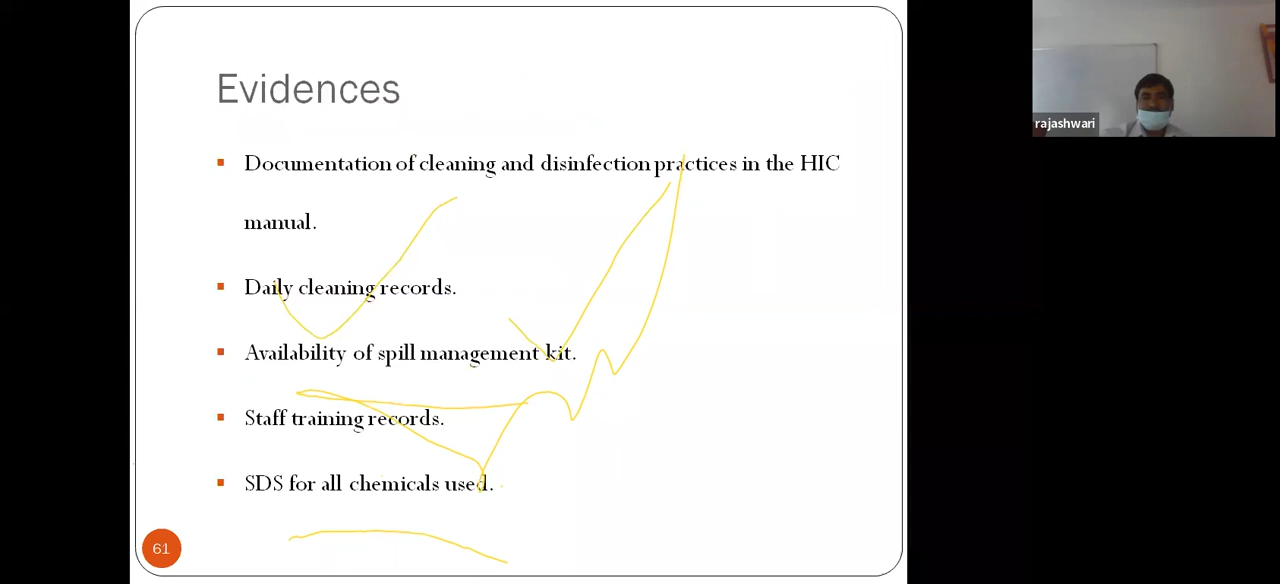 Evidences
Documentation of cleaning and disinfection practices in the HIC
manual.
Daily cleaning records.
Availability of spill management kit.
Staff training records.
SDS for all chemicals used.
61
rajashwari